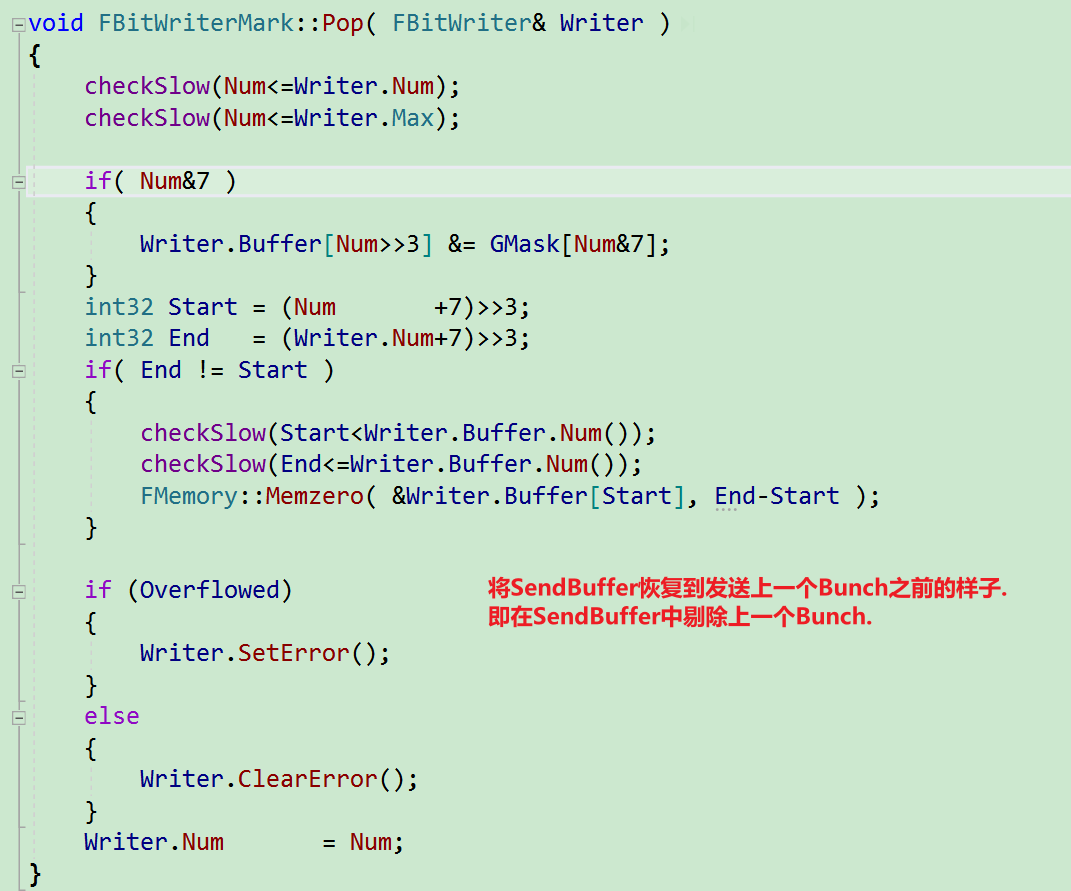 void FBitWriterMark::Pop( FBitWriter& Writer )
{
    checkSlow(Num<=Writer.Num);
    checkSlow(Num<=Writer.Max);

    if( Num&7 )
    {
        Writer.Buffer[Num>>3] &= GMask[Num&7];
    }
    int32 Start = (Num       +7)>>3;
    int32 End   = (Writer.Num+7)>>3;
    if( End != Start )
    {
        checkSlow(Start<Writer.Buffer.Num());
        checkSlow(End<=Writer.Buffer.Num());
        FMemory::Memzero( &Writer.Buffer[Start], End-Start );
    }

    if (Overflowed)
将SendBuffer恢复到发送上一个Bunch之前的样子.
即在SendBuffer中剔除上一个Bunch.
    {
        Writer.SetError();
    }
    else
    {
        Writer.ClearError();
    }
    Writer.Num       = Num;
}